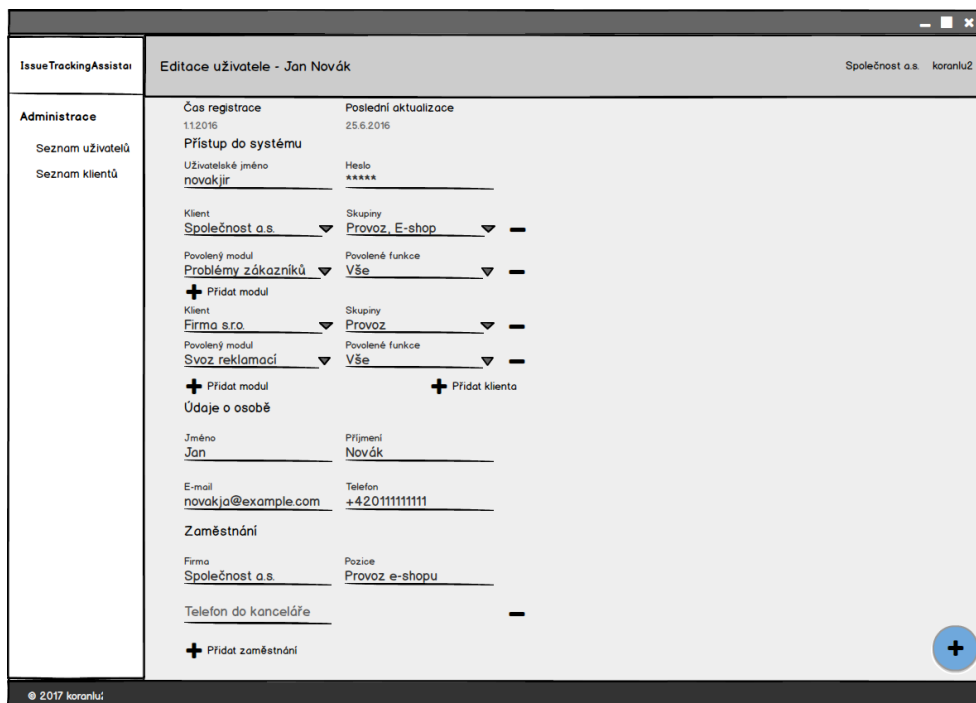 IssueTrackingAssistar
Editace uživatele - Jan Novák
Společnost a.s. koranlu2
Administrace
Seznam uživatelů
Seznam klientů
Čas registrace Poslední aktualizace
1.1.2016 25.6.2016
Přístup do systému
Uživatelské jméno Heslo
novakjir *****
Klient Skupiny
Společnost a.s. Provoz, E-shop
Povolený modul Povolené funkce
Problémy zákazníků Vše
Přidat modul
Klient Skupiny
Firma s.r.o. Provoz
Povolený modul Povolené funkce
Svoz reklamací Vše
Přidat modul Přidat klienta
Údaje o osobě
Jméno Příjmení
Jan Novák
E-mail Telefon
novakja@example.com +420111111111
Zaměstnání
Firma Pozice
Společnost a.s. Provoz e-shopu
Telefon do kanceláře
Přidat zaměstnání
© 2017 koranlu2